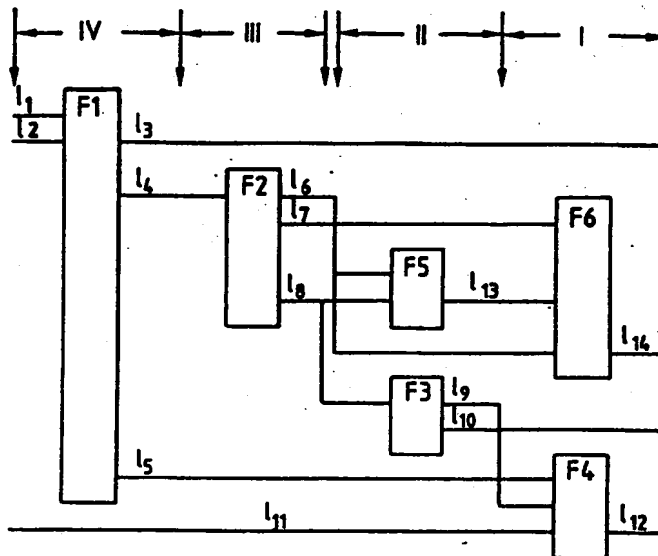 IV III II I
l1 F1
l2 l3
l4 F2 l6
l7 F6
F5
l8 l13
l14
F3 l9
l10
l5 F4
l11 l12